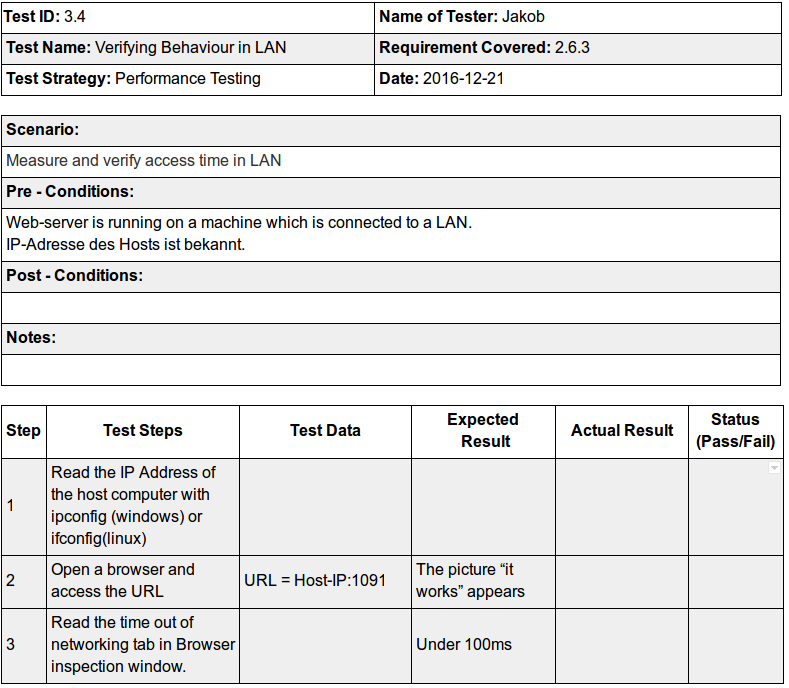 Test ID: 3.4
Name of Tester: Jakob
Test Name: Verifying Behaviour in LAN
Requirement Covered: 2.6.3
Test Strategy: Performance Testing
Date: 2016-12-21
Scenario:
Measure and verify access time in LAN
Pre - Conditions:
Web-server is running on a machine which is connected to a LAN.
IP-Adresse des Hosts ist bekannt.
Post - Conditions:
Notes:
Step
Test Steps
Test Data
Expected
Result
Actual Result
Status
(Pass/Fail)
1
Read the IP Address of
the host computer with
ipconfig (windows) or
ifconfig(linux)
2
Open a browser and
access the URL
URL = Host-IP:1091
The picture “it
works” appears
3
Read the time out of
networking tab in Browser
inspection window.
Under 100ms